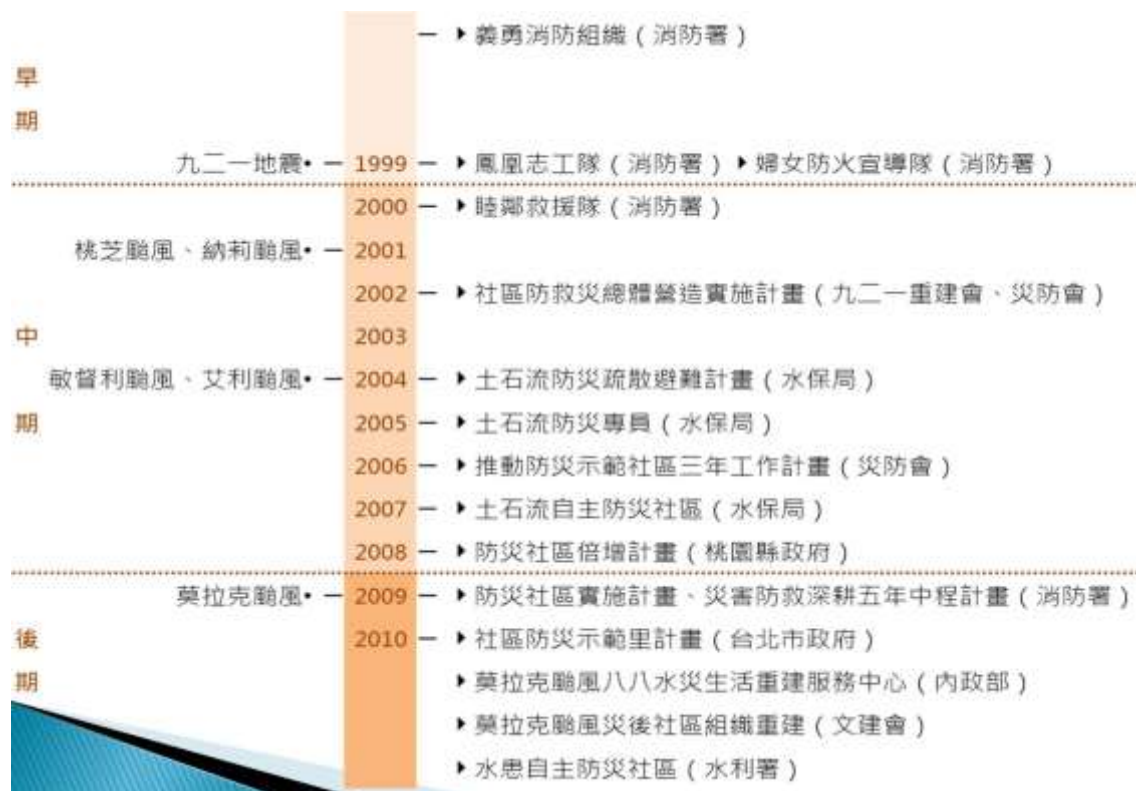 ▶義勇消防組織(消防署)
早
期
九二一地震• — 1999 — ▶鳳凰志工隊(消防署)▶婦女防火宣導隊(消防署)
2000 — ▶睦鄰救援隊(消防署)
桃芝颱風、納莉颱風• — 2001
2002 — ▶社區防救災總體營造實施計畫(九二一重建會、災防會)
中
2003
敏督利颱風、艾利颱風• — 2004 — ▶土石流防災疏散避難計畫(水保局)
期
2005 — ▶土石流防災專員(水保局)
2006 — ▶推動防災示範社區三年工作計畫(災防會)
2007 — ▶土石流自主防災社區(水保局)
2008 — ▶防災社區倍增計畫(桃園縣政府)
莫拉克颱風• — 2009 — ▶防災社區實施計畫、災害防救深耕五年中程計畫(消防署)
後
2010 — ▶社區防災示範里計畫(台北市政府)
期
▶莫拉克颱風八八水災生活重建服務中心(內政部)
▶莫拉克颱風災後社區組織重建(文建會)
▶水患自主防災社區(水利署)